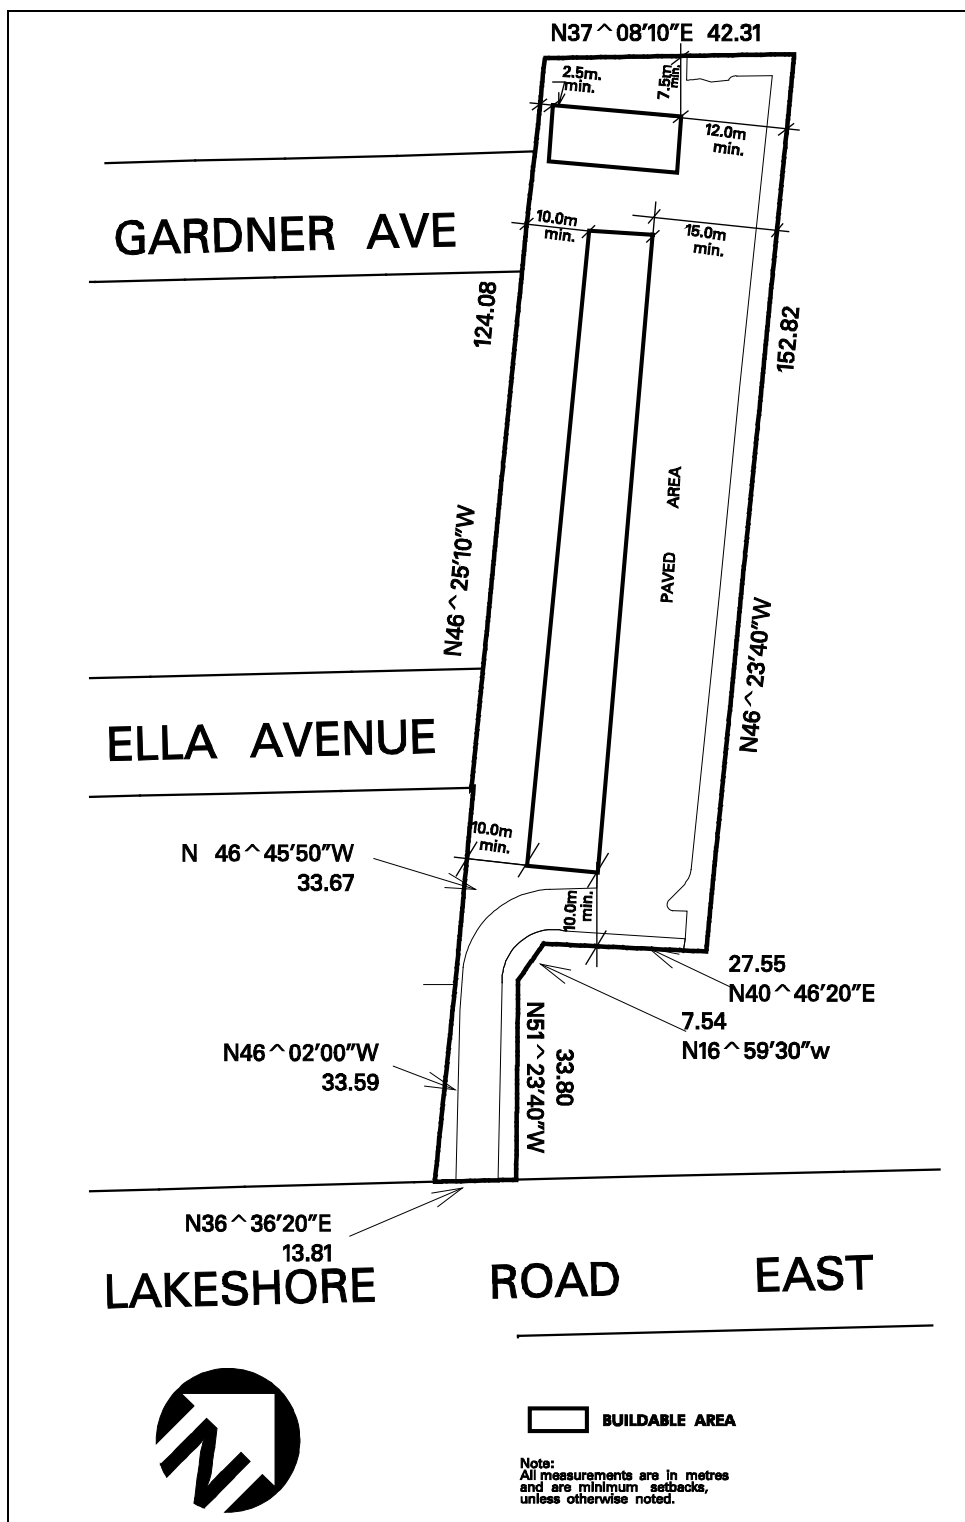 N37^08'10"E 42.31
2.5m.
min.
7.5m
min.
12.0m
min.
GARDNER AVE
10.0m
min.
15.0m
min.
124.08
152.82
PAVED AREA
N46^25'10"W
N46^23'40"W
ELLA AVENUE
10.0m
min.
N 46^45'50"W
33.67
10.0m
min.
27.55
N40^46'20"E
7.54
N16^59'30"w
N51^23'40"W
33.80
N46^02'00"W
33.59
N36^36'20"E
13.81
LAKESHORE ROAD EAST
N
BUILDABLE AREA
Note:
All measurements are in metres
and are minimum setbacks,
unless otherwise noted.